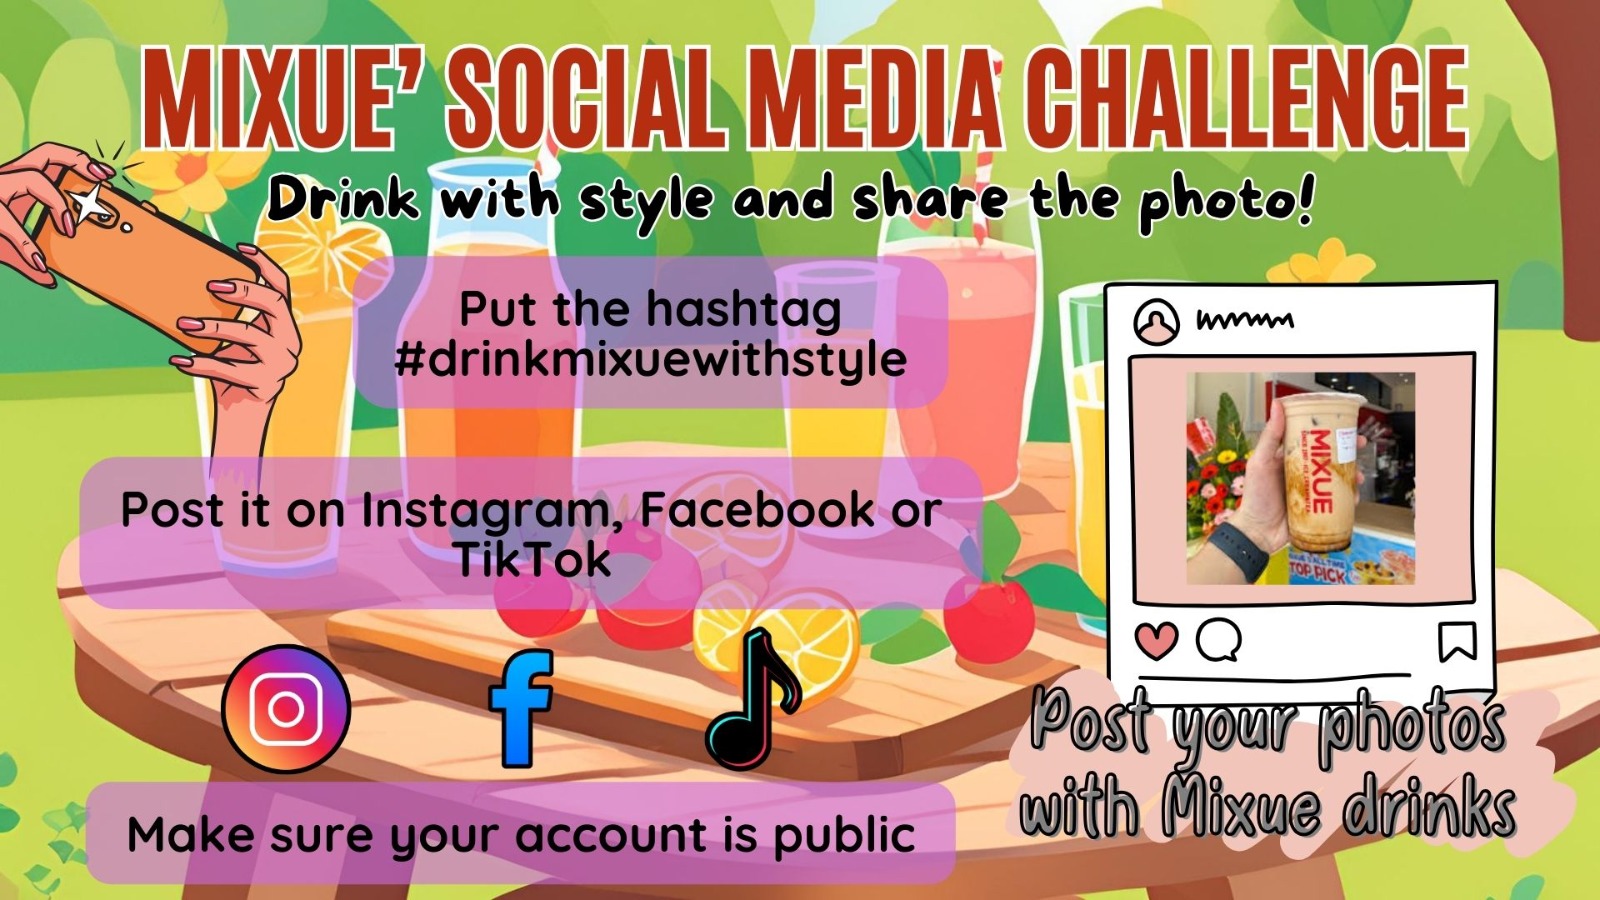 MIXUE’ SOCIAL MEDIA CHALLENGE
Drink with style and share the photo!
Put the hashtag
#drinkmixuewithstyle
Post it on Instagram, Facebook or
TikTok
Make sure your account is public
MIXUE
TOP PICK
Post your photos
with Mixue drinks